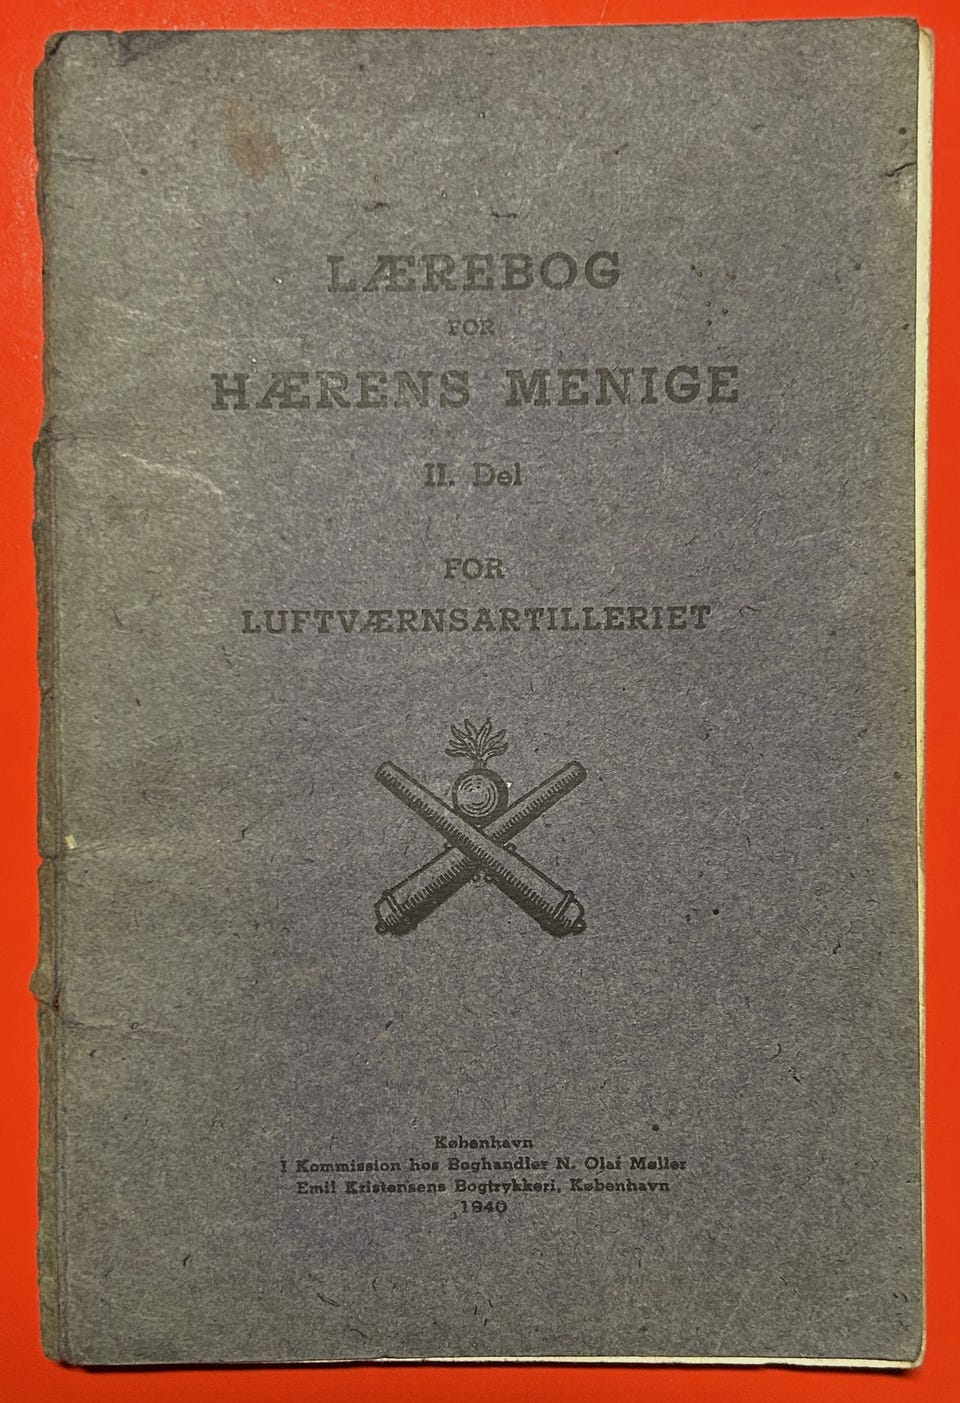 LÆREBOG
FOR
HÆRENS MENIGE
II. Del
FOR
LUFTVÆRNSARTILLERIET
København
I Kommission hos Boghandler N. Olaf Møller
Emil Kristensens Bogtrykkeri, København
1940